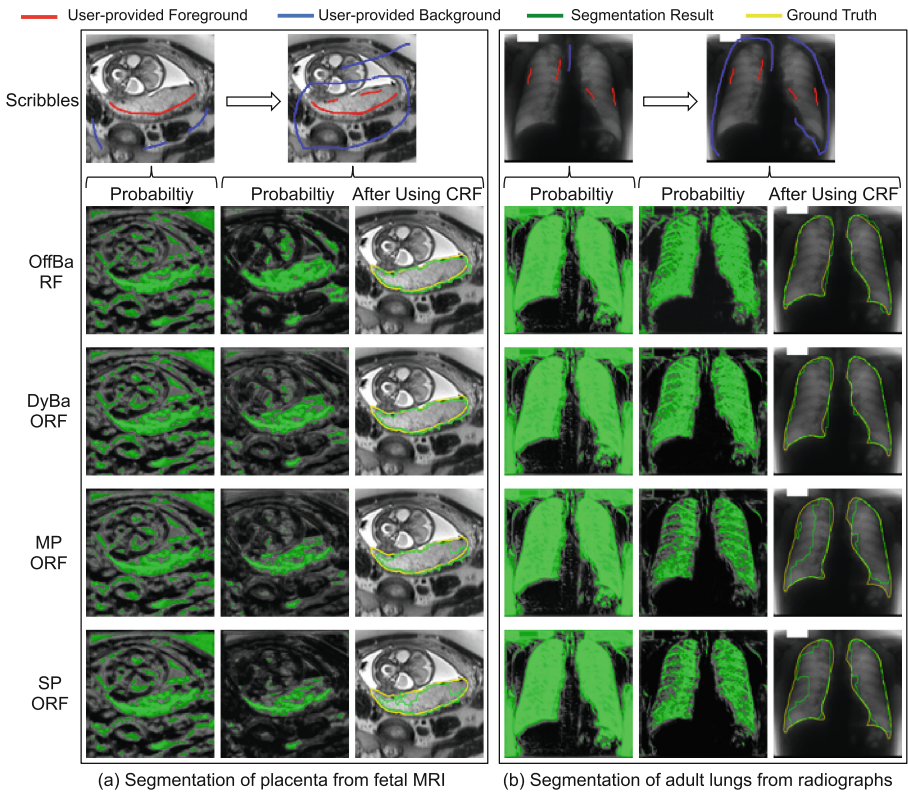 User-provided Foreground User-provided Background Segmentation Result Ground Truth
Scribbles
Probabiltiy Probabiltiy After Using CRF Probabiltiy Probabiltiy After Using CRF
OffBa
RF
DyBa
ORF
MP
ORF
SP
ORF
(a) Segmentation of placenta from fetal MRI (b) Segmentation of adult lungs from radiographs